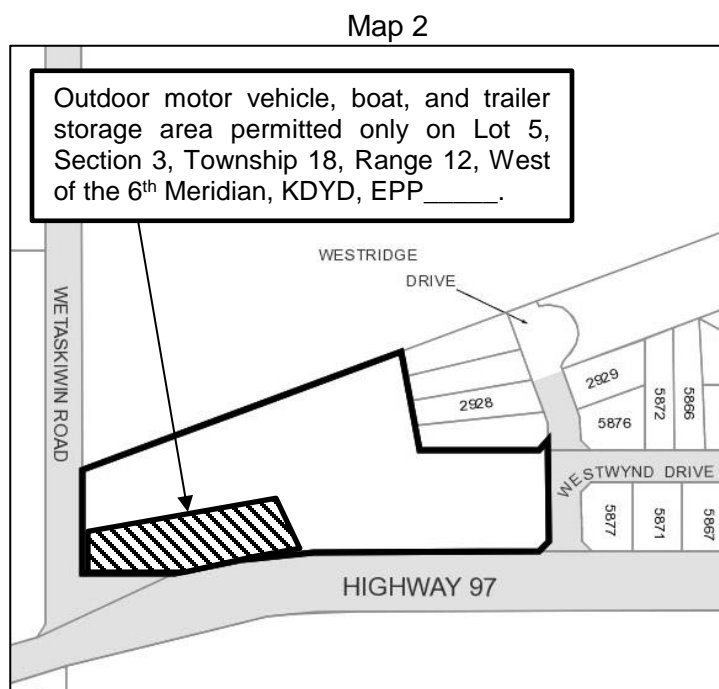 Map 2
Outdoor motor vehicle, boat, and trailer
storage area permitted only on Lot 5,
Section 3, Township 18, Range 12, West
of the 6th Meridian, KDYD, EPP_____.
WESTRIDGE
DRIVE
WETASKIWIN ROAD
2928
2929
5876
5872
5866
WESTWYND DRIVE
5877
5871
5867
HIGHWAY 97